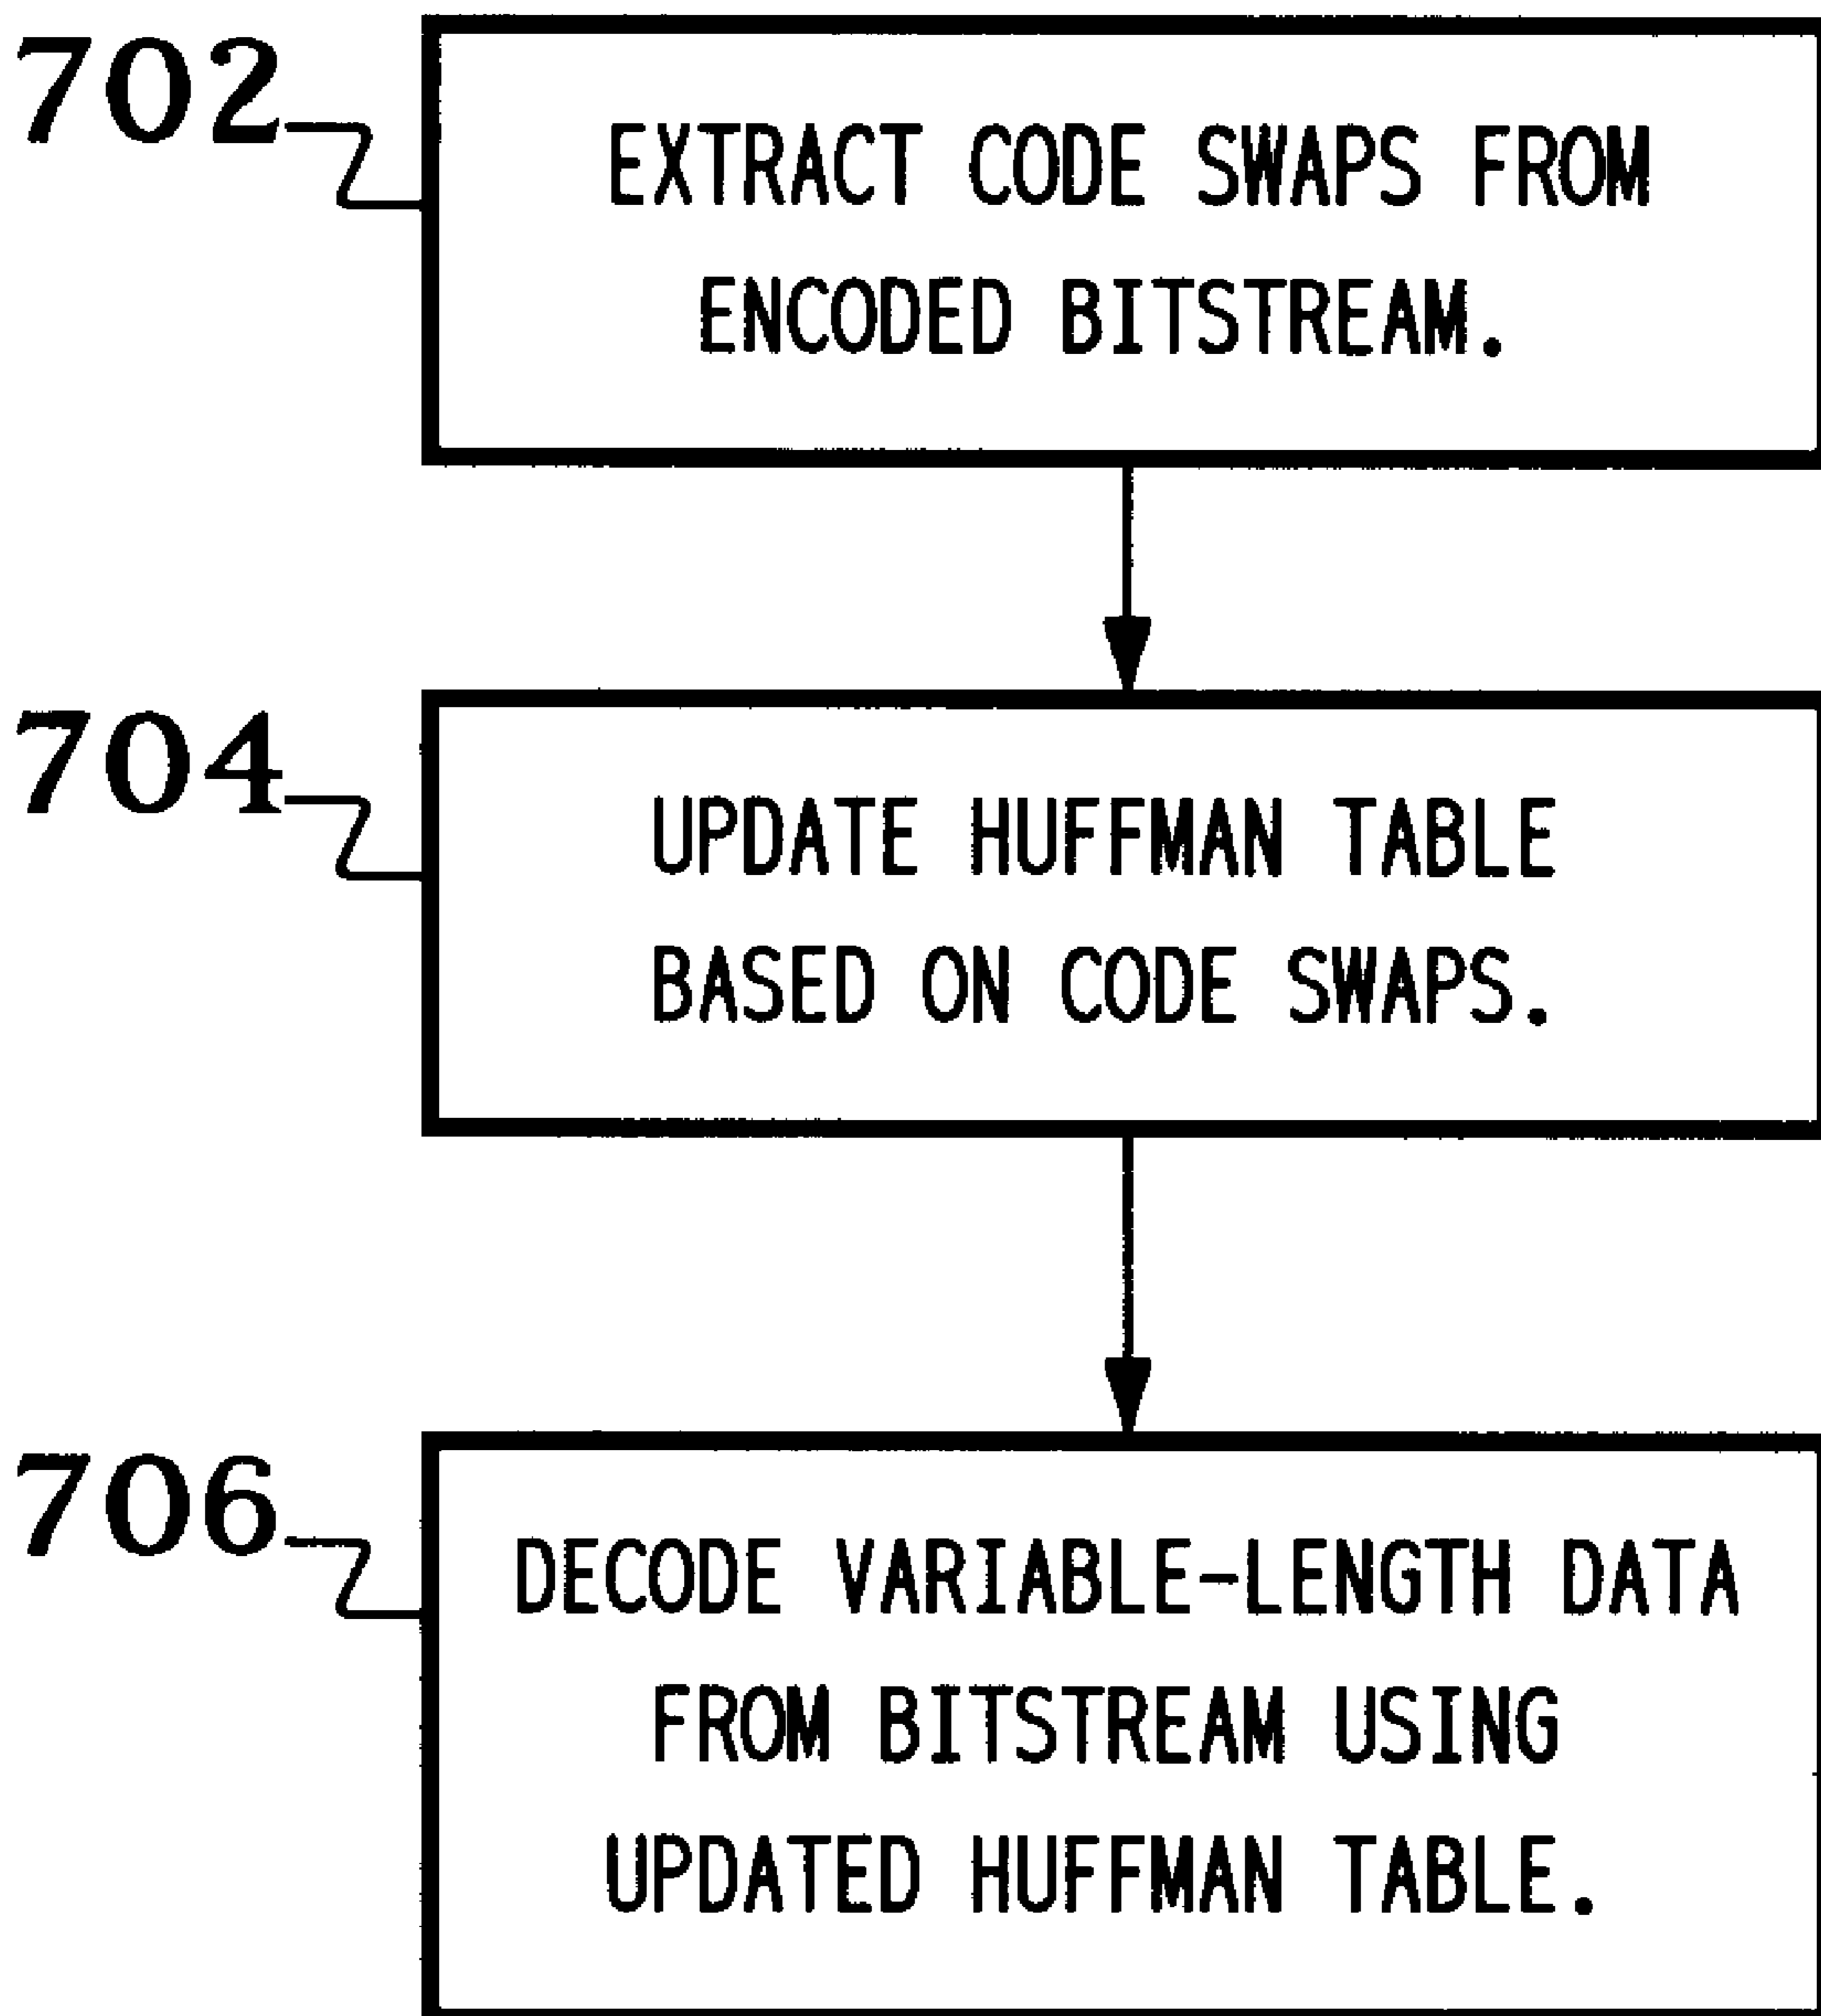 702
EXTRACT CODE SWAPS FROM
ENCODED BITSTREAM.
704
UPDATE HUFFMAN TABLE
BASED ON CODE SWAPS.
706
DECODE VARIABLE-LENGTH DATA
FROM BITSTREAM USING
UPDATED HUFFMAN TABLE.